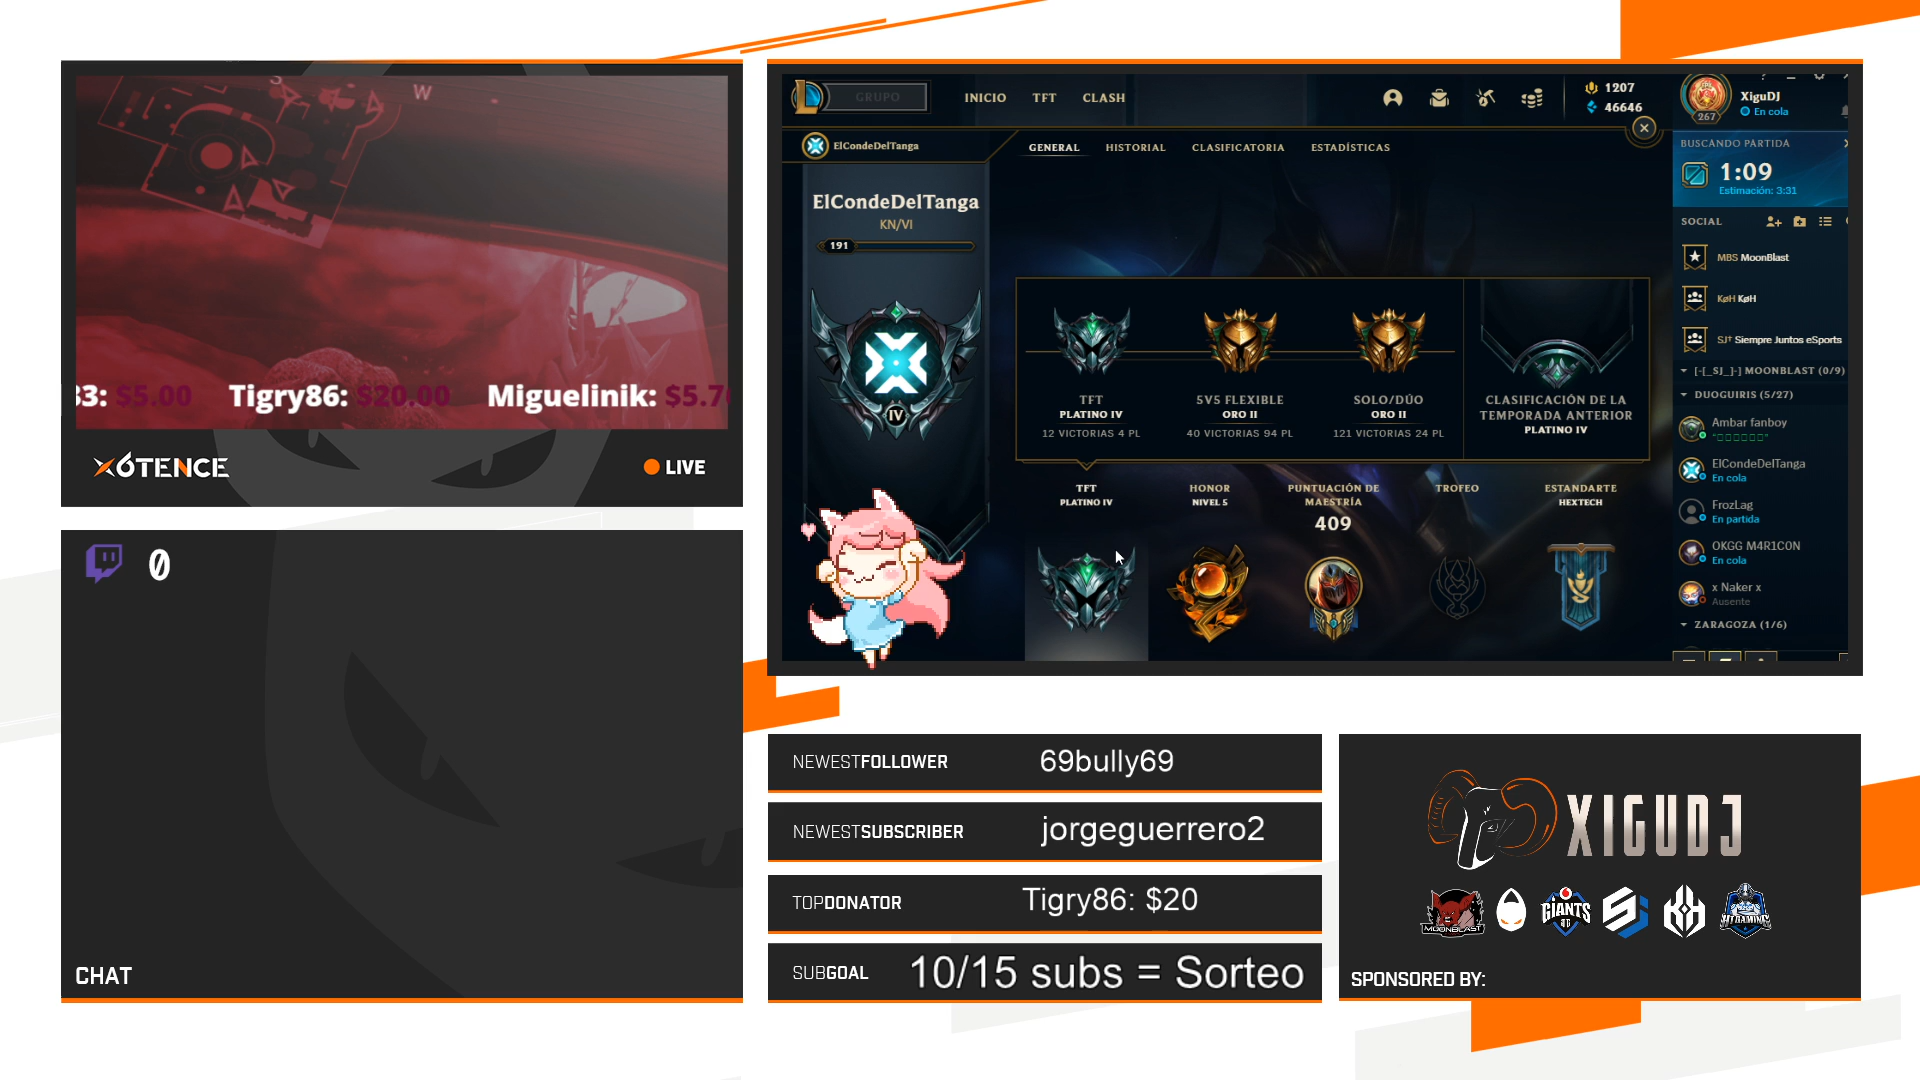 S
W
33: $5.00 Tigry86: $20.00 Miguelinik: $5.7
X6TENCE
LIVE
0
CHAT
GRUPO
INICIO
TFT
CLASH
1207
46646
267
XiguDJ
En cola
ElCondeDelTanga
GENERAL
HISTORIAL
CLASIFICATORIA
ESTADÍSTICAS
ElCondeDelTanga
KN/VI
191
IV
TFT
PLATINO IV
12 VICTORIAS 4 PL
5V5 FLEXIBLE
ORO II
40 VICTORIAS 94 PL
SOLO/DÚO
ORO II
121 VICTORIAS 24 PL
CLASIFICACIÓN DE LA
TEMPORADA ANTERIOR
PLATINO IV
TFT
PLATINO IV
HONOR
NIVEL 5
PUNTUACIÓN DE
MAESTRÍA
409
TROFEO
ESTANDARTE
HEXTECH
BUSCANDO PARTIDA
1:09
Estimación: 3:31
SOCIAL
MBS MoonBlast
KøH KøH
SJ† Siempre Juntos eSports
[-[_SJ_]-] MOONBLAST (0/9)
DUOGUIRIS (5/27)
Ambar fanboy
"□□□□□□"
ElCondeDelTanga
En cola
FrozLag
En partida
OKGG M4R1C0N
En cola
x Naker x
Ausente
ZARAGOZA (1/6)
NEWESTFOLLOWER 69bully69
NEWESTSUBSCRIBER jorgeguerrero2
TOPDONATOR Tigry86: $20
SUBGOAL 10/15 subs = Sorteo
XIGUDJ
MOONBLAST
GIANTS
SPONSORED BY: